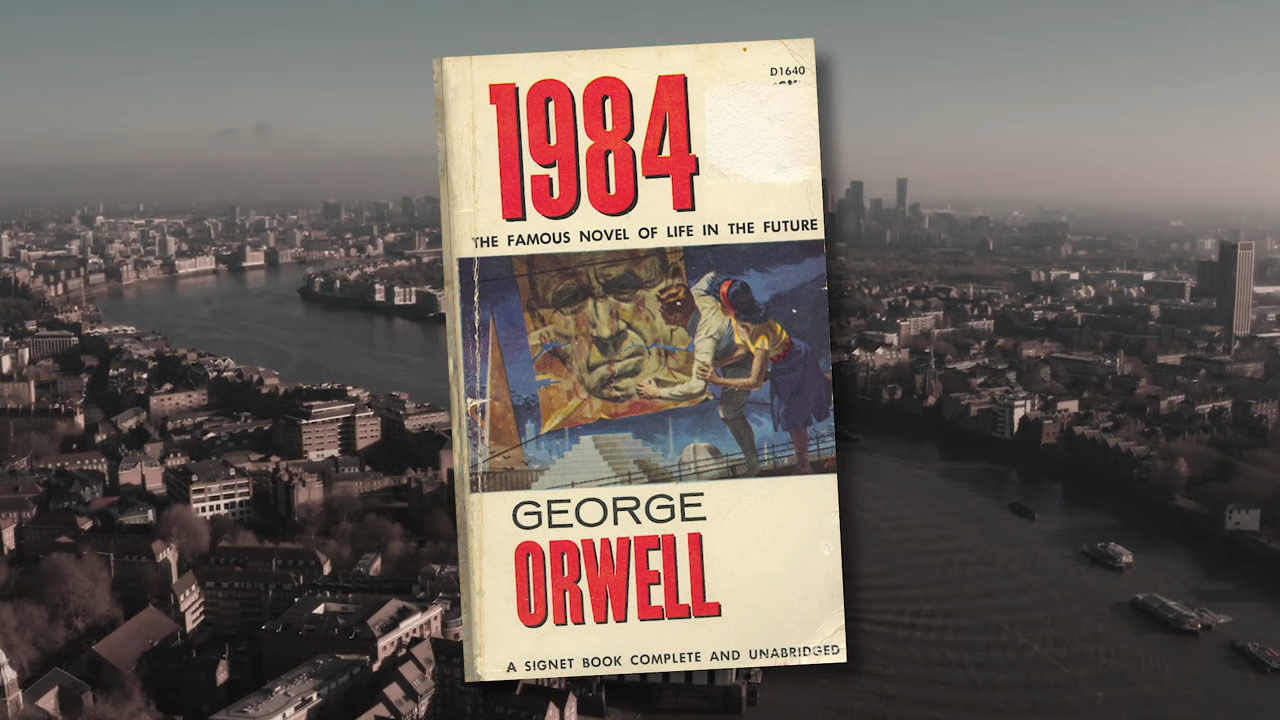 1984
D1640
THE FAMOUS NOVEL OF LIFE IN THE FUTURE
GEORGE
ORWELL
A SIGNET BOOK COMPLETE AND UNABRIDGED